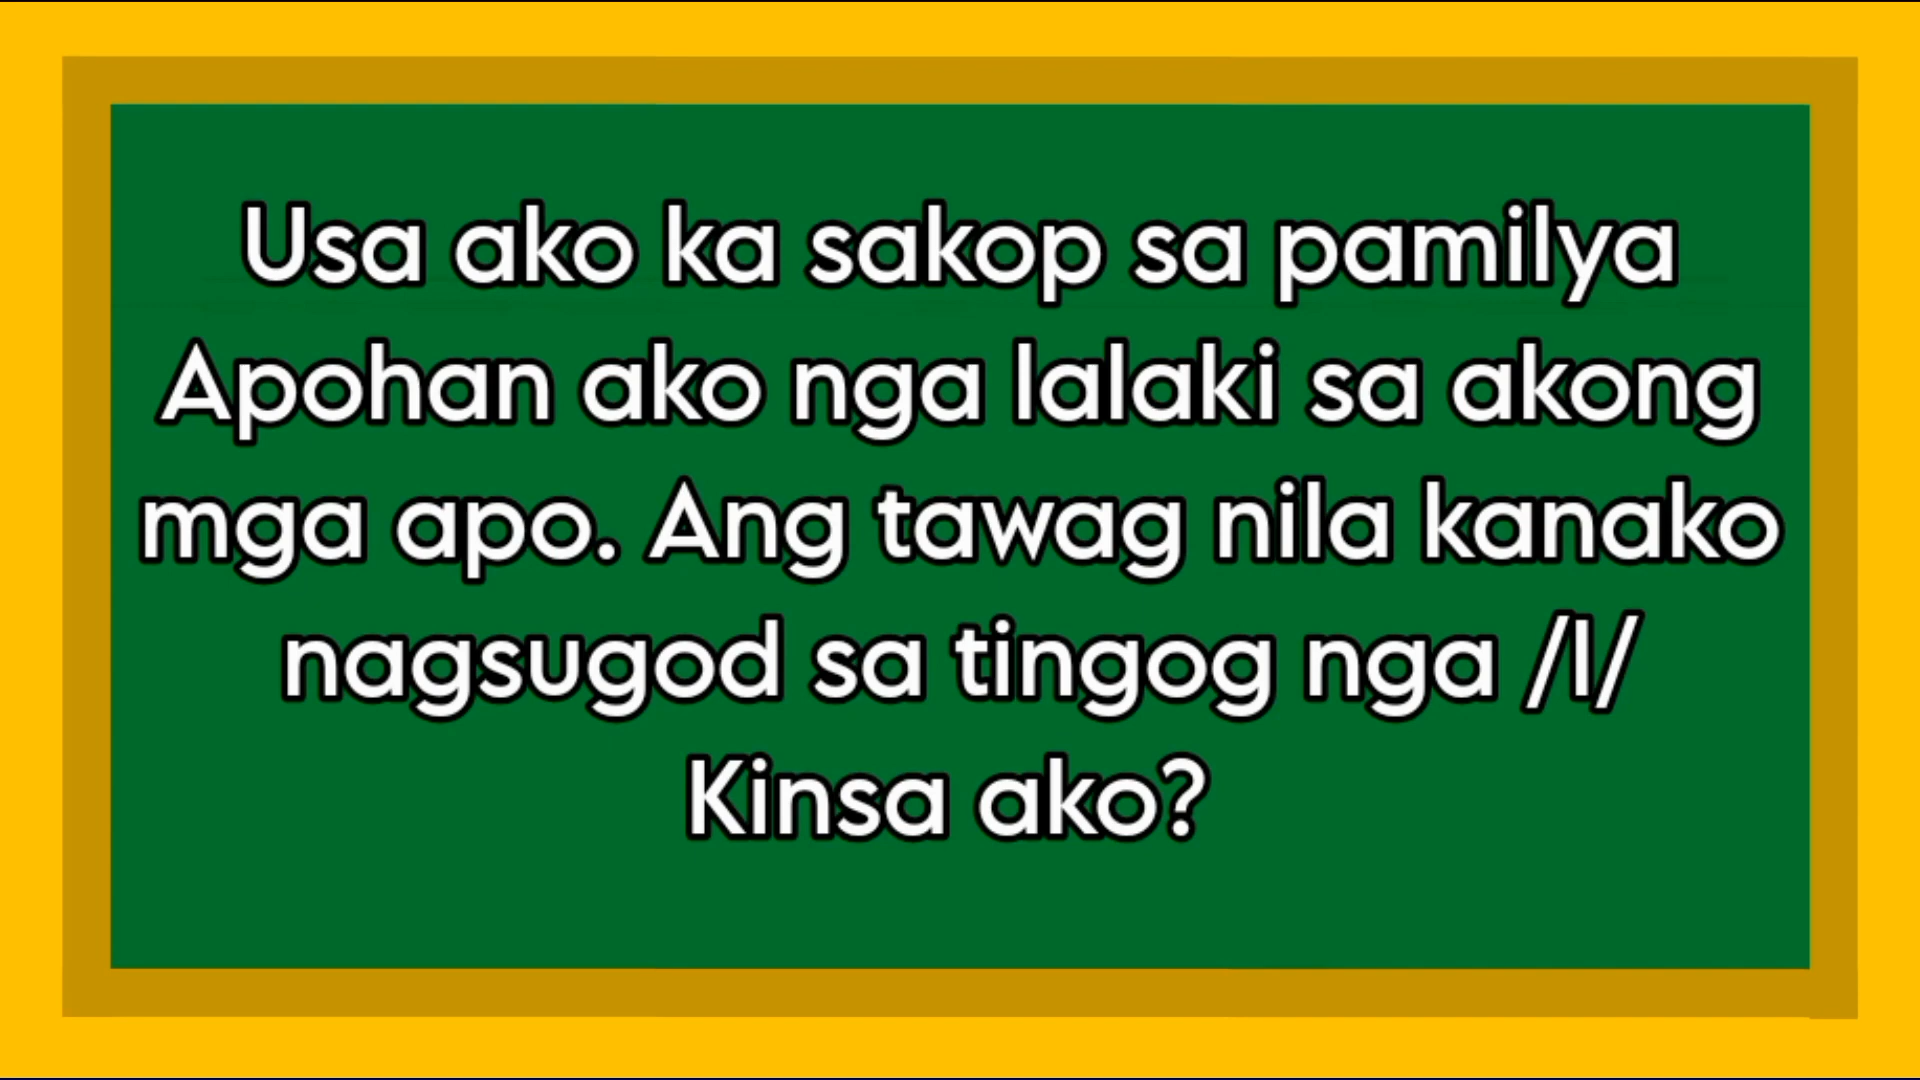 Usa ako ka sakop sa pamilya
Apohan ako nga lalaki sa akong
mga apo. Ang tawag nila kanako
nagsugod sa tingog nga /l/
Kinsa ako?